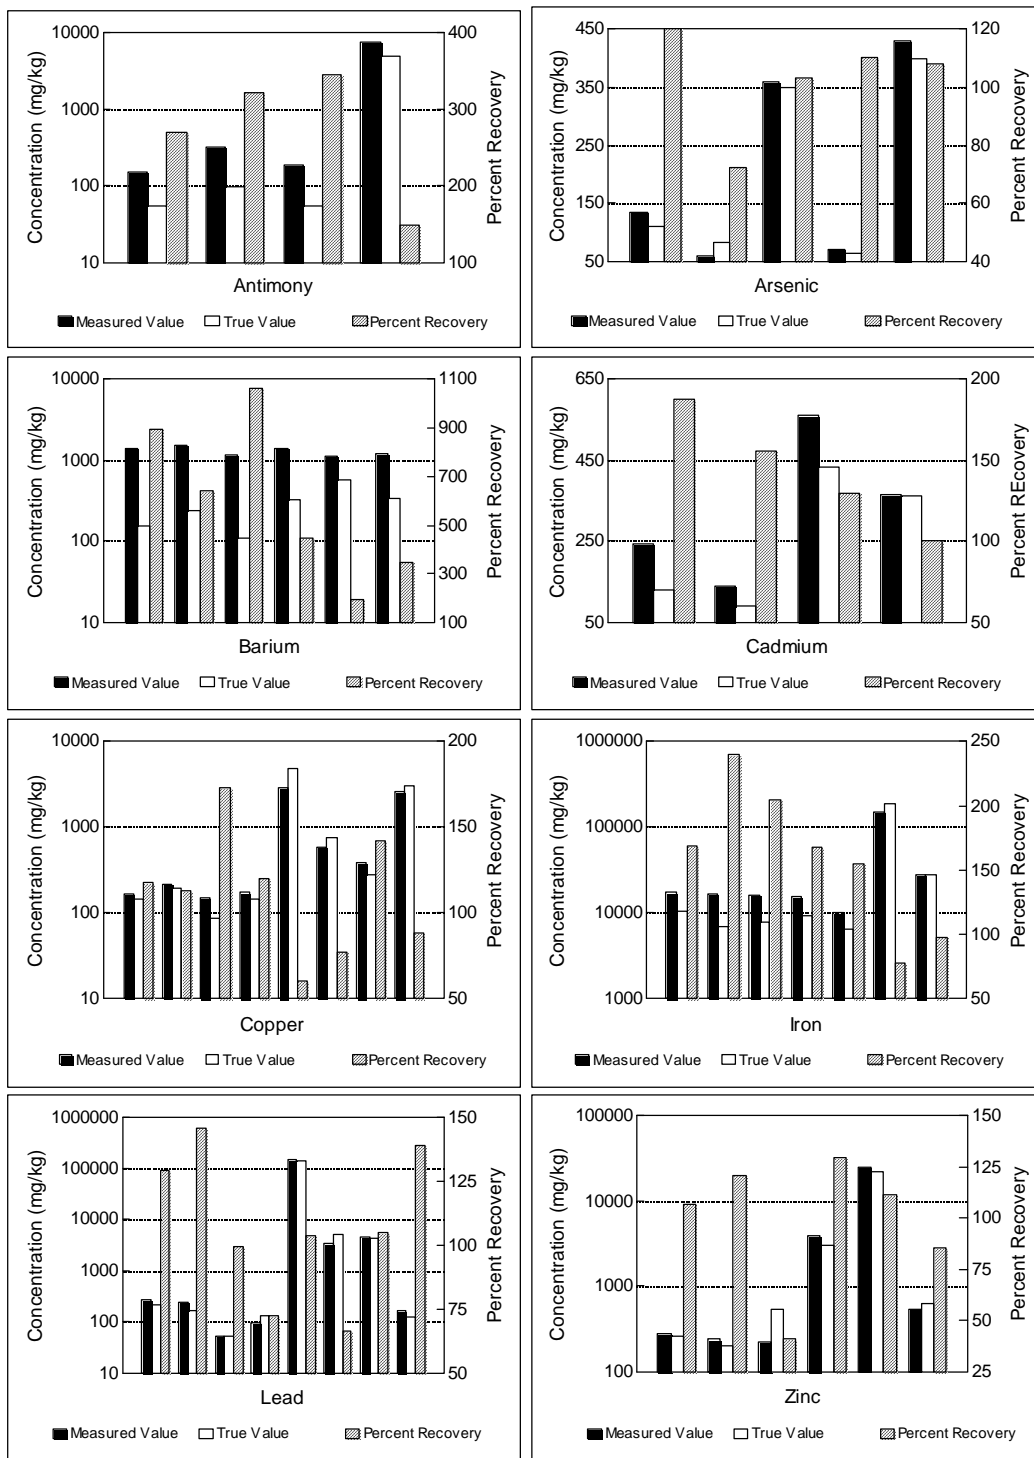 10000
1000
100
10
Concentration (mg/kg)
400
300
200
100
Percent Recovery
Antimony
Measured Value True Value Percent Recovery
450
350
250
150
50
Concentration (mg/kg)
120
100
80
60
40
Percent Recovery
Arsenic
Measured Value True Value Percent Recovery
10000
1000
100
10
Concentration (mg/kg)
1100
900
700
500
300
100
Percent Recovery
Barium
Measured Value True Value Percent Recovery
650
450
250
50
Concentration (mg/kg)
200
150
100
50
Percent REcovery
Cadmium
Measured Value True Value Percent Recovery
10000
1000
100
10
Concentration (mg/kg)
200
150
100
50
Percent Recovery
Copper
Measured Value True Value Percent Recovery
1000000
100000
10000
1000
Concentration (mg/kg)
250
200
150
100
50
Percent Recovery
Iron
Measured Value True Value Percent Recovery
1000000
100000
10000
1000
100
10
Concentration (mg/kg)
150
125
100
75
50
Percent Recovery
Lead
Measured Value True Value Percent Recovery
100000
10000
1000
100
Concentration (mg/kg)
150
125
100
75
50
25
Percent Recovery
Zinc
Measured Value True Value Percent Recovery